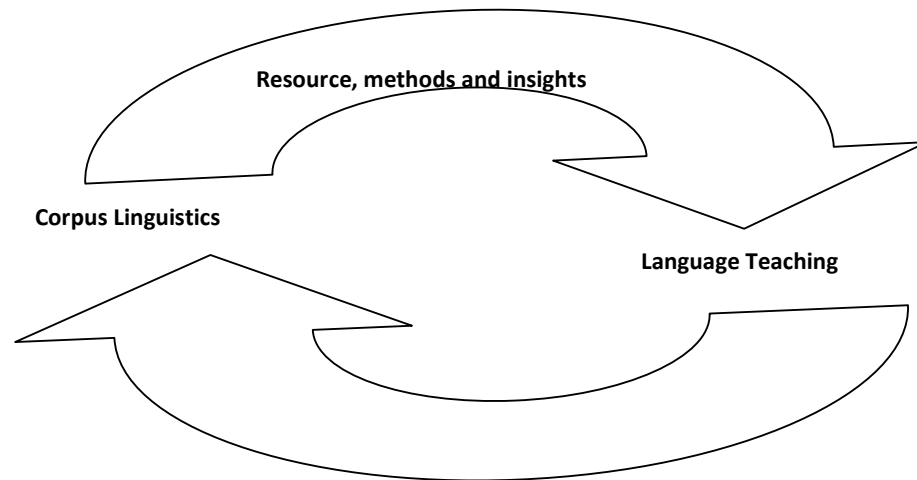 Resource, methods and insights
Corpus Linguistics
Language Teaching